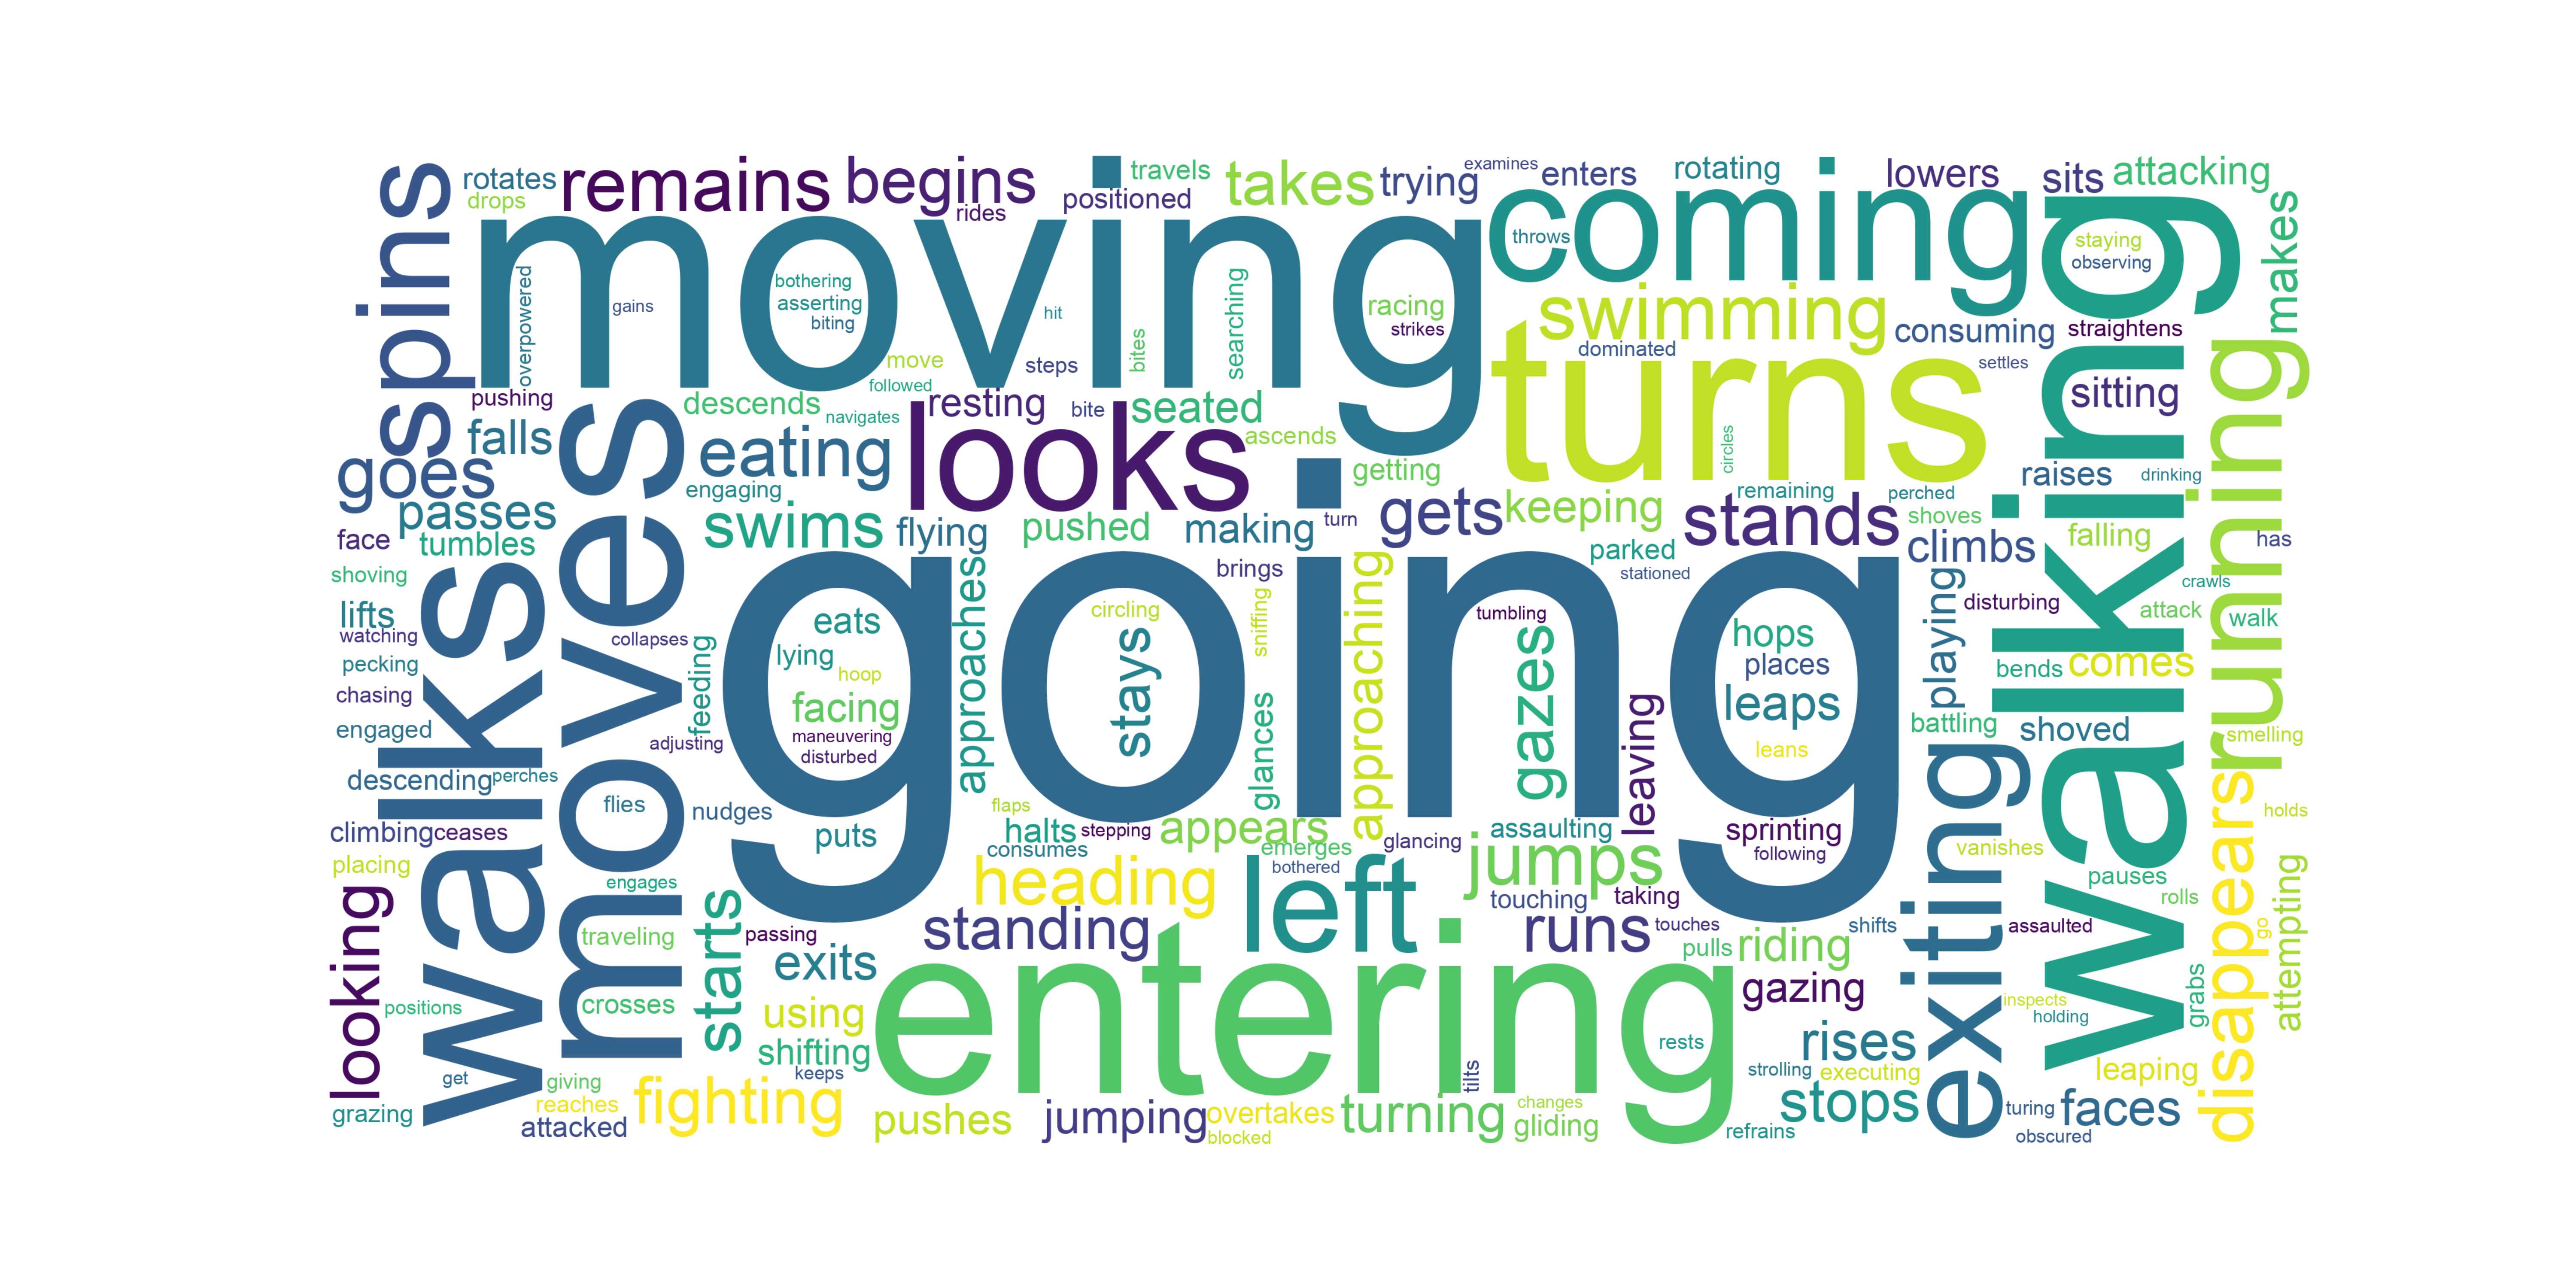 spins
rotates
drops
remains
begins
rides
positioned
travels
takes
trying
examines
enters
rotating
lowers
sits
attacking
makes
moving
coming
throws
staying
observing
overpowered
gains
bothering
asserting
biting
hit
bites
searching
racing
strikes
swimming
dominated
consuming
straightens
settles
sitting
move
steps
followed
turns
circles
pushing
falls
goes
passes
tumbles
face
shoving
lifts
watching
pecking
chasing
engaged
descending
perches
climbing
ceases
placing
looking
positions
grazing
walks
get
moves
descends
navigates
resting
bite
seated
ascends
looks
eating
engaging
swims
flying
pushed
making
turn
getting
gets
keeping
remaining
stands
perched
shoves
raises
drinking
climbs
parked
stationed
falling
has
crawls
walking
running
brings
approaches
sniffing
approaching
going
collapses
feeding
adjusting
eats
lying
hoop
facing
maneuvering
disturbed
circling
stays
glances
tumbling
gazes
leaving
hops
places
leaps
leans
playing
disturbing
attack
walk
bends
comes
battling
shoved
smelling
flies
nudges
puts
flaps
halts
stepping
consumes
appears
emerges
glancing
assaulting
sprinting
following
vanishes
holds
pauses
rolls
disappears
go
attempting
engages
traveling
crosses
starts
passing
exits
using
shifting
keeps
heading
standing
bothered
left
jumps
touching
taking
runs
touches
pulls
riding
shifts
gazing
exiting
assaulted
inspects
holding
grabs
entering
rests
rises
strolling
executing
stops
leaping
giving
reaches
attacked
fighting
pushes
jumping
overtakes
blocked
tilts
turning
changes
gliding
refrains
turing
faces
obscured